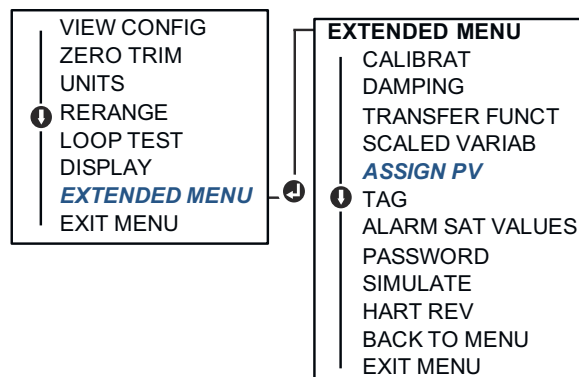 VIEW CONFIG
ZERO TRIM
UNITS
RERANGE
LOOP TEST
DISPLAY
EXTENDED MENU
EXIT MENU
EXTENDED MENU
CALIBRAT
DAMPING
TRANSFER FUNCT
SCALED VARIAB
ASSIGN PV
TAG
ALARM SAT VALUES
PASSWORD
SIMULATE
HART REV
BACK TO MENU
EXIT MENU